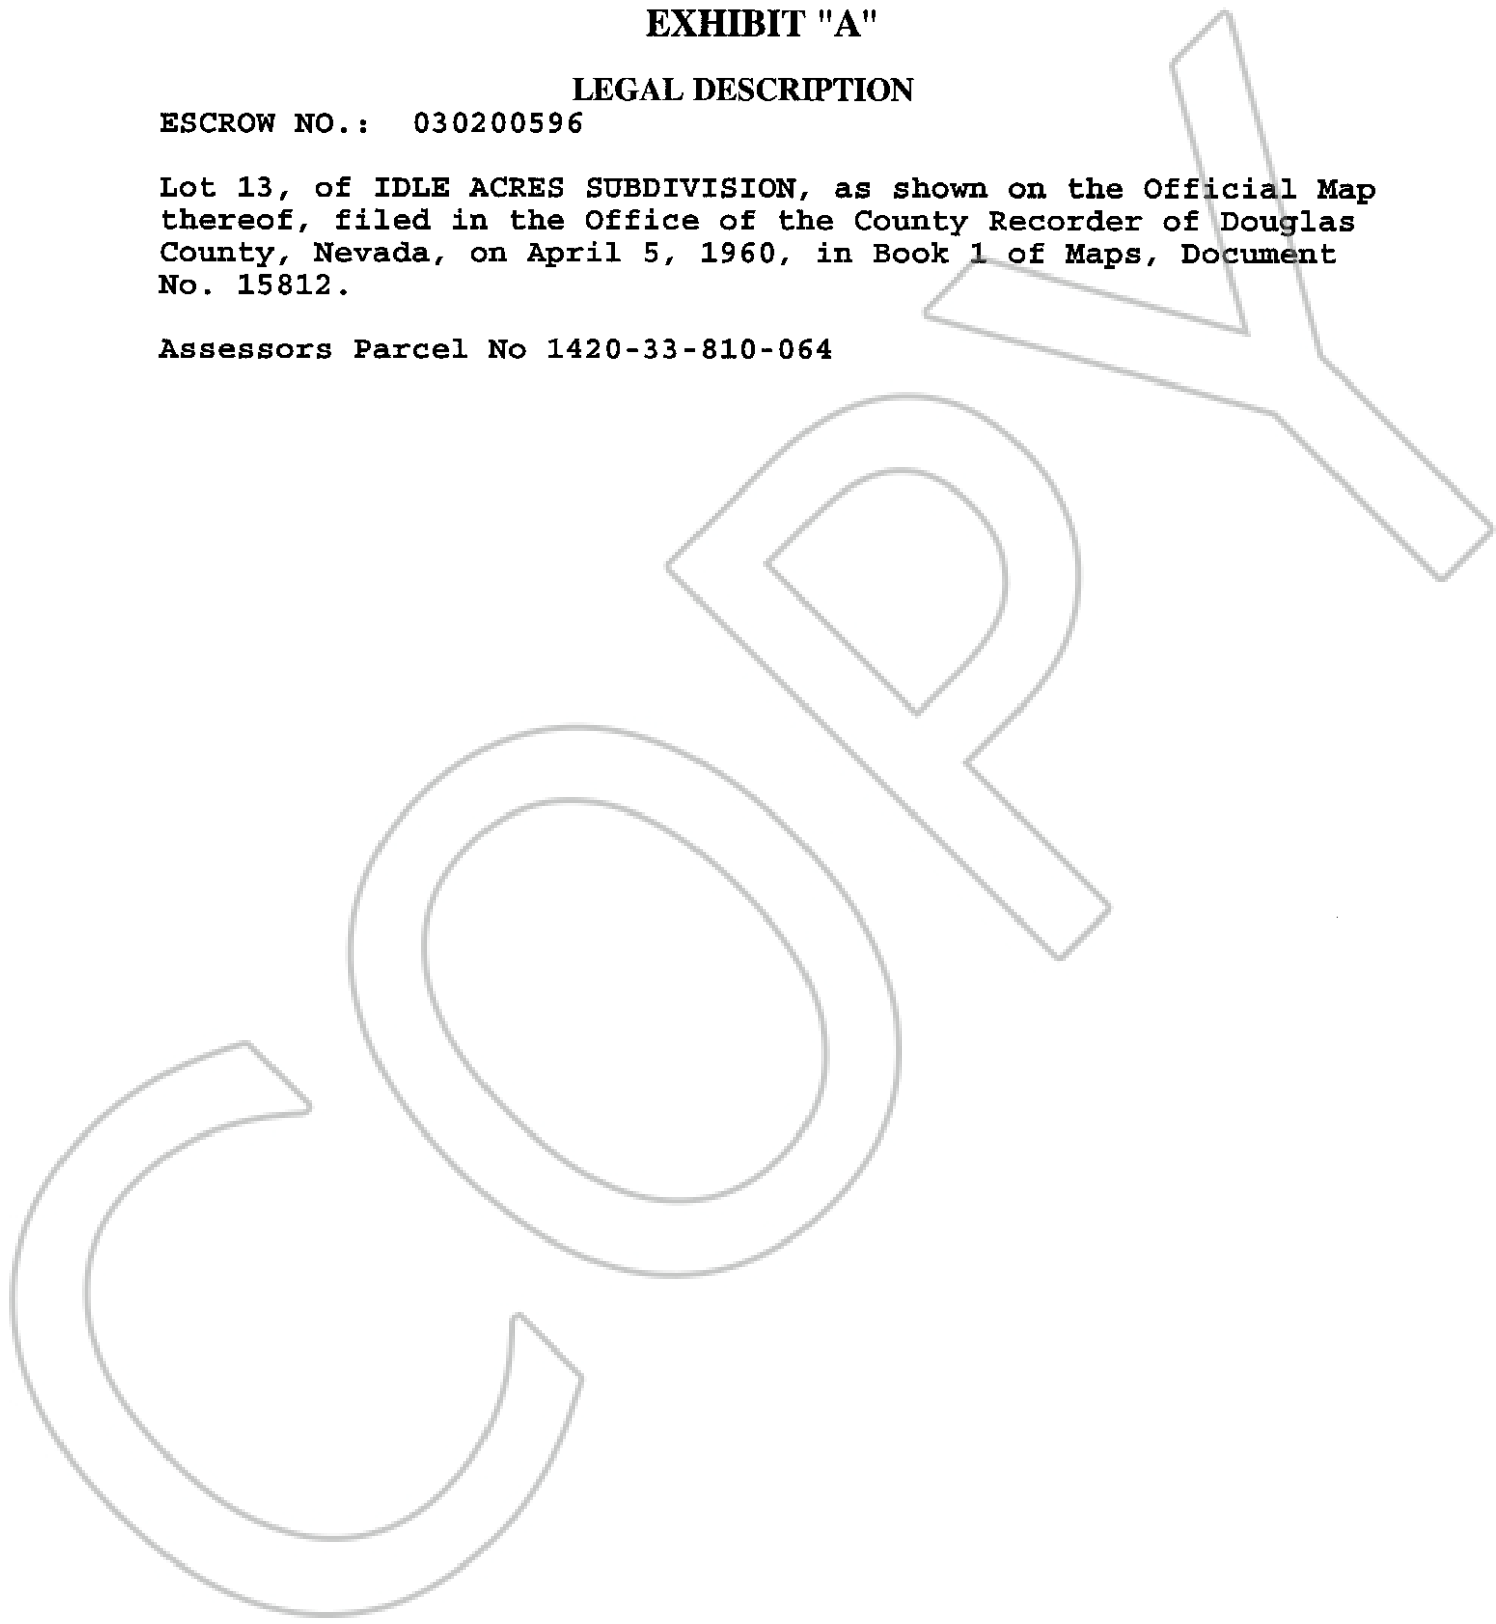 EXHIBIT "A"
LEGAL DESCRIPTION
ESCROW NO.: 030200596
Lot 13, of IDLE ACRES SUBDIVISION, as shown on the Official Map
thereof, filed in the Office of the County Recorder of Douglas
County, Nevada, on April 5, 1960, in Book 1 of Maps, Document
No. 15812.
Assessors Parcel No 1420-33-810-064
COPY